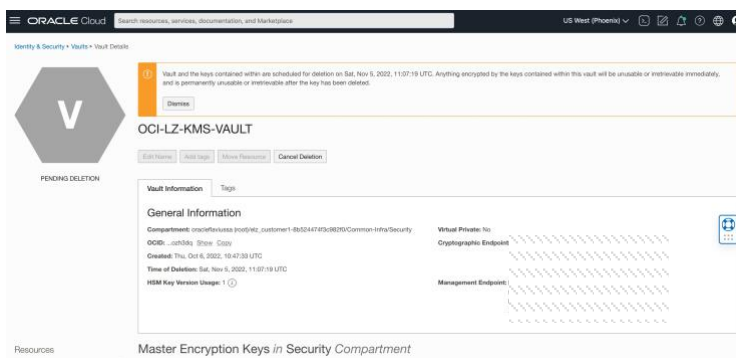 ORACLE Cloud
Search resources, services, documentation, and Marketplace
US West (Phoenix)
Identity & Security › Vaults › Vault Details
Vault and the keys contained within are scheduled for deletion on Sat, Nov 5, 2022, 11:07:19 UTC. Anything encrypted by the keys contained within this vault will be unusable or irretrievable immediately,
and is permanently unusable or irretrievable after the key has been deleted.
Dismiss
V
OCI-LZ-KMS-VAULT
Edit Name Add tags Move Resource Cancel Deletion
PENDING DELETION
Vault Information Tags
General Information
Compartment:
Virtual Private: No
OCID: Show Copy
Cryptographic Endpoint
Created: Thu, Oct 6, 2022, 10:47:33 UTC
Time of Deletion: Sat, Nov 5, 2022, 11:07:19 UTC
HSM Key Version Usage: 1
Management Endpoint:
Resources
Master Encryption Keys in Security Compartment